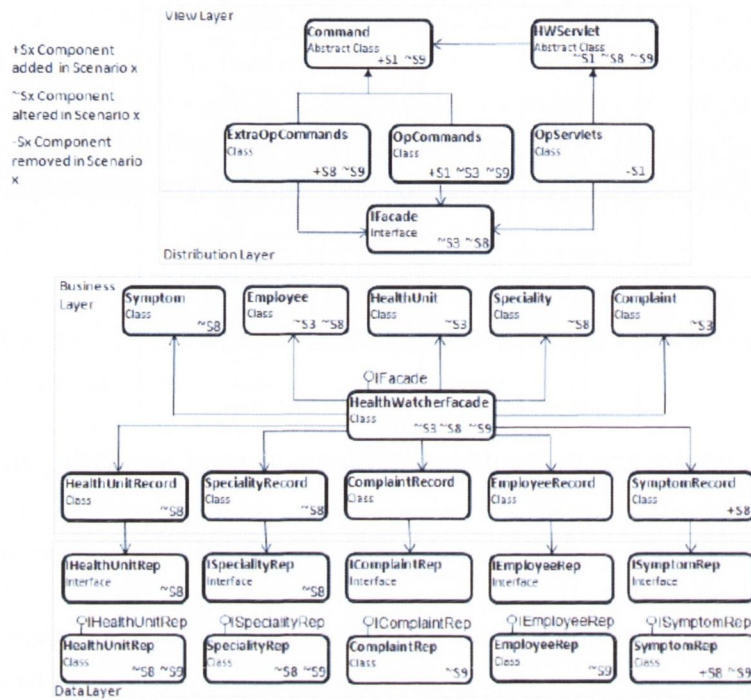 View Layer
+Sx Component
added in Scenario x
~Sx Component
altered in Scenario x
-Sx Component
removed in Scenario
x
Command
Abstract Class
+S1 ~S9
HWServlet
Abstract Class
~S1 ~S8 ~S9
ExtraOpCommands
Class
+S8 ~S9
OpCommands
Class
+S1 ~S3 ~S9
OpServlets
Class
-S1
IFacade
Interface
~S3 ~S8
Distribution Layer
Business
Layer
Symptom
Class
~S8
Employee
Class
~S3 ~S8
HealthUnit
Class
~S3
Speciality
Class
~S8
Complaint
Class
~S3
IFacade
HealthWatcherFacade
Class
~S3 ~S8 ~S9
HealthUnitRecord
Class
~S8
SpecialityRecord
Class
~S8
ComplaintRecord
Class
EmployeeRecord
Class
SymptomRecord
Class
+S8
IHealthUnitRep
Interface
~S8
ISpecialityRep
Interface
~S8
IComplaintRep
Interface
IEmployeeRep
Interface
ISymptomRep
Interface
IHealthUnitRep
ISpecialityRep
IComplaintRep
IEmployeeRep
ISymptomRep
HealthUnitRep
Class
~S8 ~S9
SpecialityRep
Class
~S8 ~S9
ComplaintRep
Class
~S9
EmployeeRep
Class
~S9
SymptomRep
Class
+S8 ~S9
Data Layer